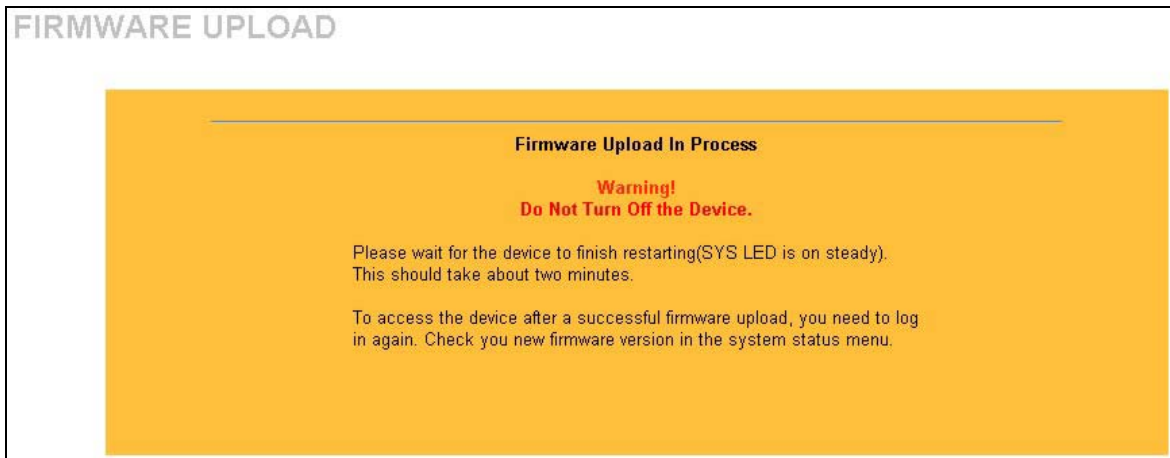 FIRMWARE UPLOAD
Firmware Upload In Process
Warning!
Do Not Turn Off the Device.
Please wait for the device to finish restarting(SYS LED is on steady).
This should take about two minutes.
To access the device after a successful firmware upload, you need to log
in again. Check you new firmware version in the system status menu.